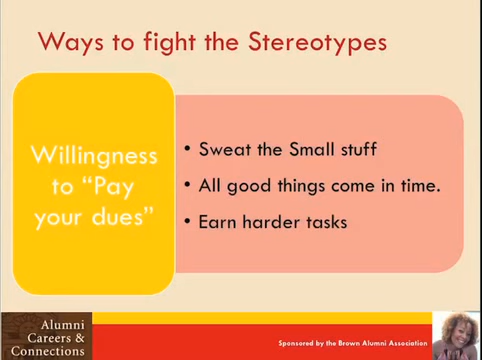 Ways to fight the Stereotypes
Willingness
to “Pay
your dues”
• Sweat the Small stuff
• All good things come in time.
• Earn harder tasks
Alumni
Careers &
Connections
Sponsored by the Brown Alumni Association